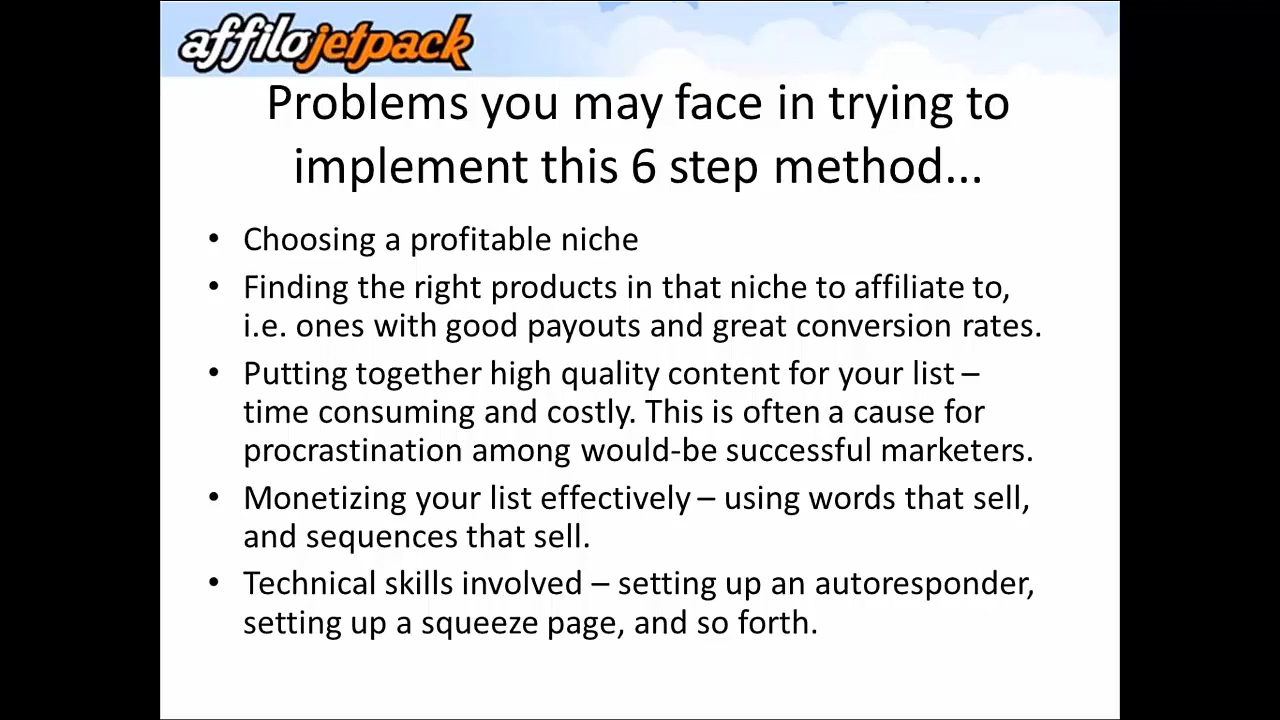 affilojetpack
Problems you may face in trying to
implement this 6 step method...
• Choosing a profitable niche
• Finding the right products in that niche to affiliate to,
i.e. ones with good payouts and great conversion rates.
• Putting together high quality content for your list –
time consuming and costly. This is often a cause for
procrastination among would-be successful marketers.
• Monetizing your list effectively – using words that sell,
and sequences that sell.
• Technical skills involved – setting up an autoresponder,
setting up a squeeze page, and so forth.